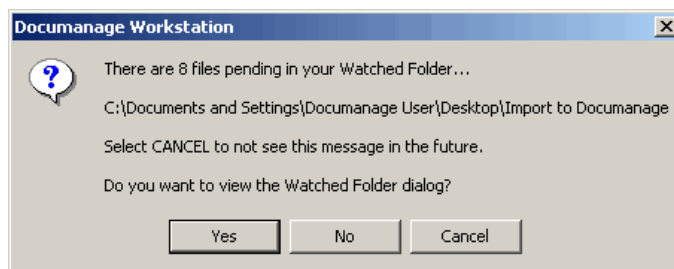 Documanage Workstation
There are 8 files pending in your Watched Folder...
C:\Documents and Settings\Documanage User\Desktop\Import to Documanage
Select CANCEL to not see this message in the future.
Do you want to view the Watched Folder dialog?
Yes No Cancel